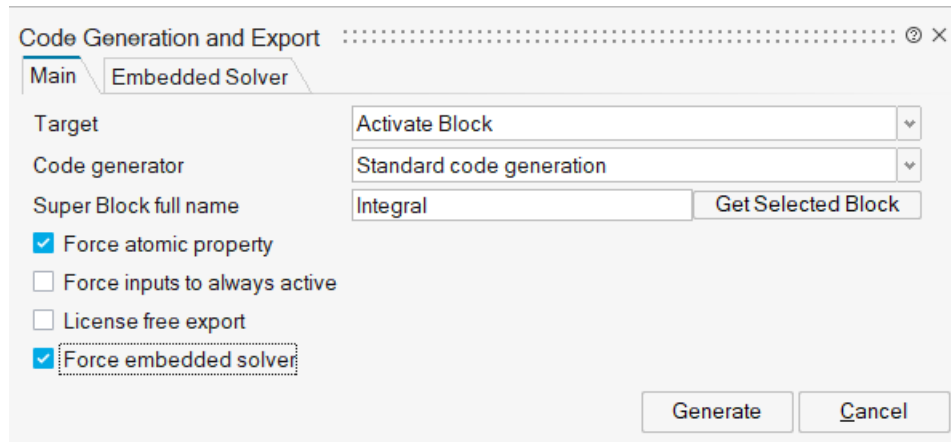 Code Generation and Export
Main Embedded Solver
Target Activate Block
Code generator Standard code generation
Super Block full name Integral Get Selected Block
Force atomic property
Force inputs to always active
License free export
Force embedded solver
Generate Cancel